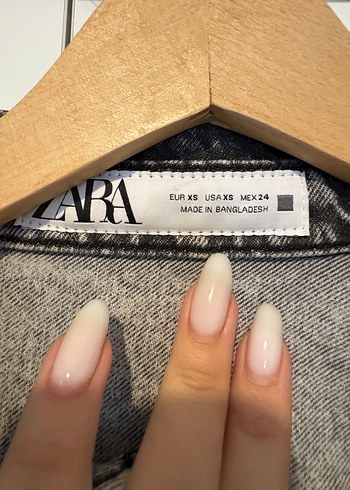 ZARA
EUR XS USA XS MEX 24
MADE IN BANGLADESH